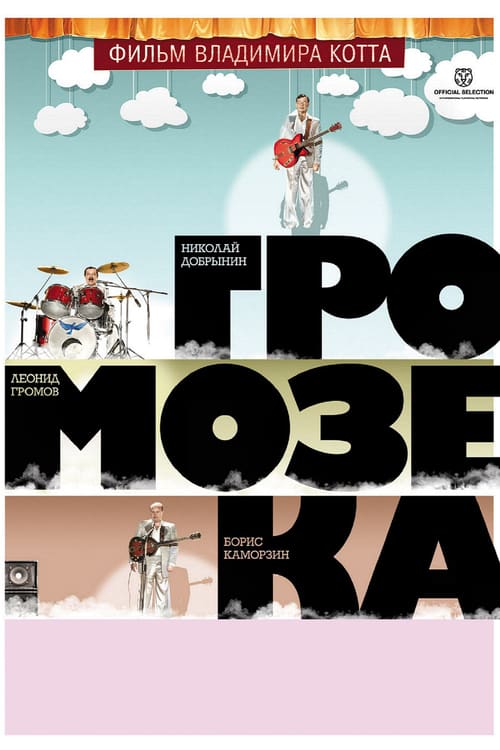 ФИЛЬМ ВЛАДИМИРА КОТТА
OFFICIAL SELECTION
НИКОЛАЙ
ДОБРЫНИН
ГРО
ЛЕОНИД
ГРОМОВ
МОЗЕ
БОРИС
КАМОРЗИН
КА